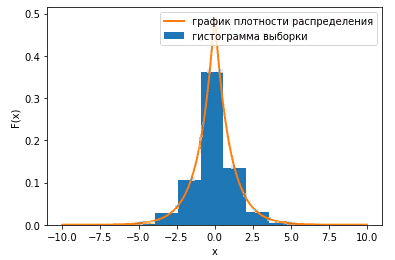 график плотности распределения
гистограмма выборки
F(x)
0.5
0.4
0.3
0.2
0.1
0.0
−10.0 −7.5 −5.0 −2.5 0.0 2.5 5.0 7.5 10.0
x